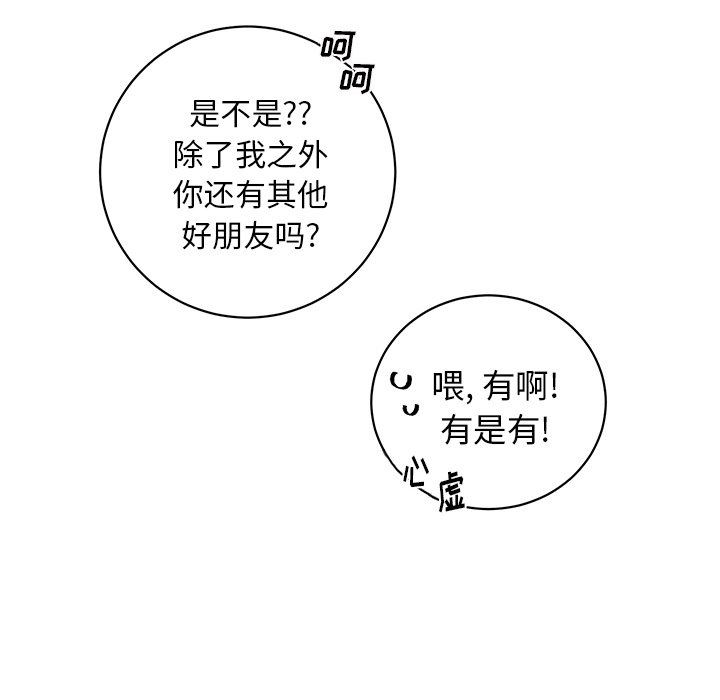 呵
呵
是不是??
除了我之外
你还有其他
好朋友吗?
喂, 有啊!
有是有!
心虚